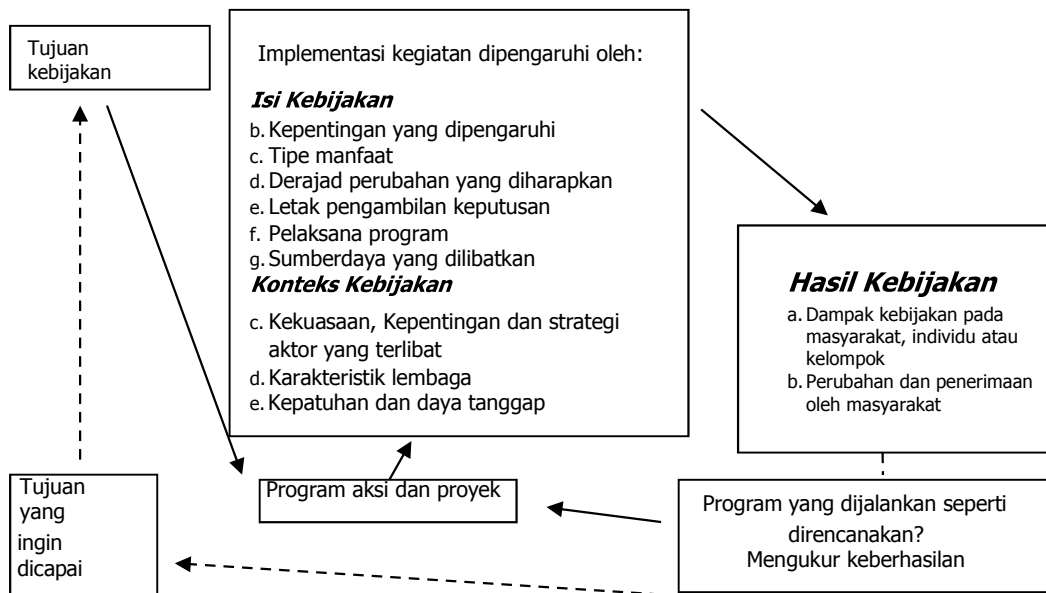 Tujuan
kebijakan
Implementasi kegiatan dipengaruhi oleh:
Isi Kebijakan
b. Kepentingan yang dipengaruhi
c. Tipe manfaat
d. Derajad perubahan yang diharapkan
e. Letak pengambilan keputusan
f. Pelaksana program
g. Sumberdaya yang dilibatkan
Konteks Kebijakan
c. Kekuasaan, Kepentingan dan strategi
aktor yang terlibat
d. Karakteristik lembaga
e. Kepatuhan dan daya tanggap
Hasil Kebijakan
a. Dampak kebijakan pada
masyarakat, individu atau
kelompok
b. Perubahan dan penerimaan
oleh masyarakat
Tujuan
yang
ingin
dicapai
Program aksi dan proyek
Program yang dijalankan seperti
direncanakan?
Mengukur keberhasilan